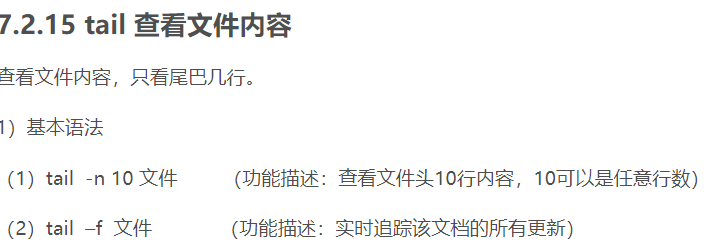 7.2.15 tail 查看文件内容
查看文件内容，只看尾巴几行。
1）基本语法
（1）tail -n 10 文件 （功能描述：查看文件头10行内容，10可以是任意行数）
（2）tail –f 文件 （功能描述：实时追踪该文档的所有更新）